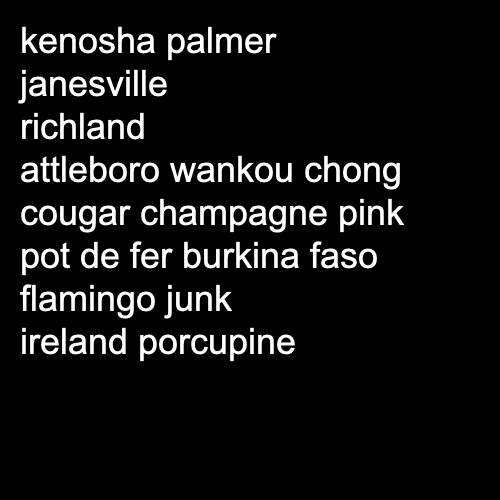 kenosha palmer
janesville
richland
attleboro wankou chong
cougar champagne pink
pot de fer burkina faso
flamingo junk
ireland porcupine